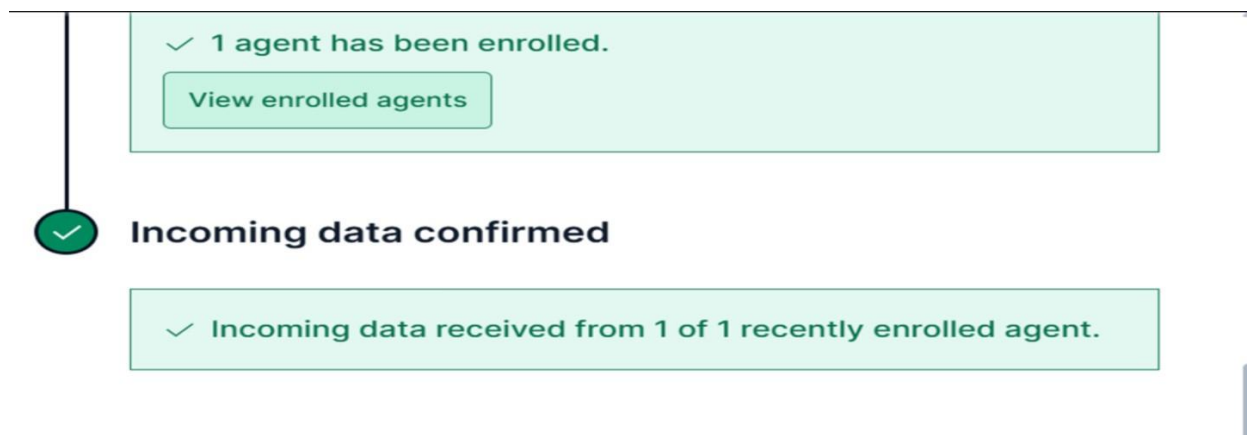 1 agent has been enrolled.
View enrolled agents
Incoming data confirmed
Incoming data received from 1 of 1 recently enrolled agent.